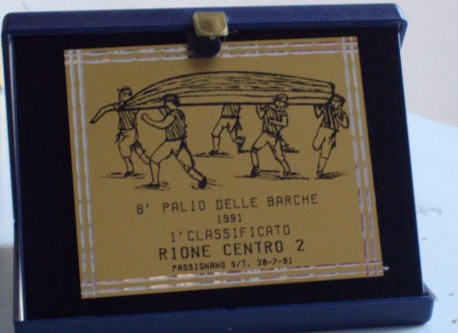 8' PALIO DELLE BARCHE
1991
1'CLASSIFICATO
RIONE CENTRO 2
PASSIGNANO S/T. 28-7-91